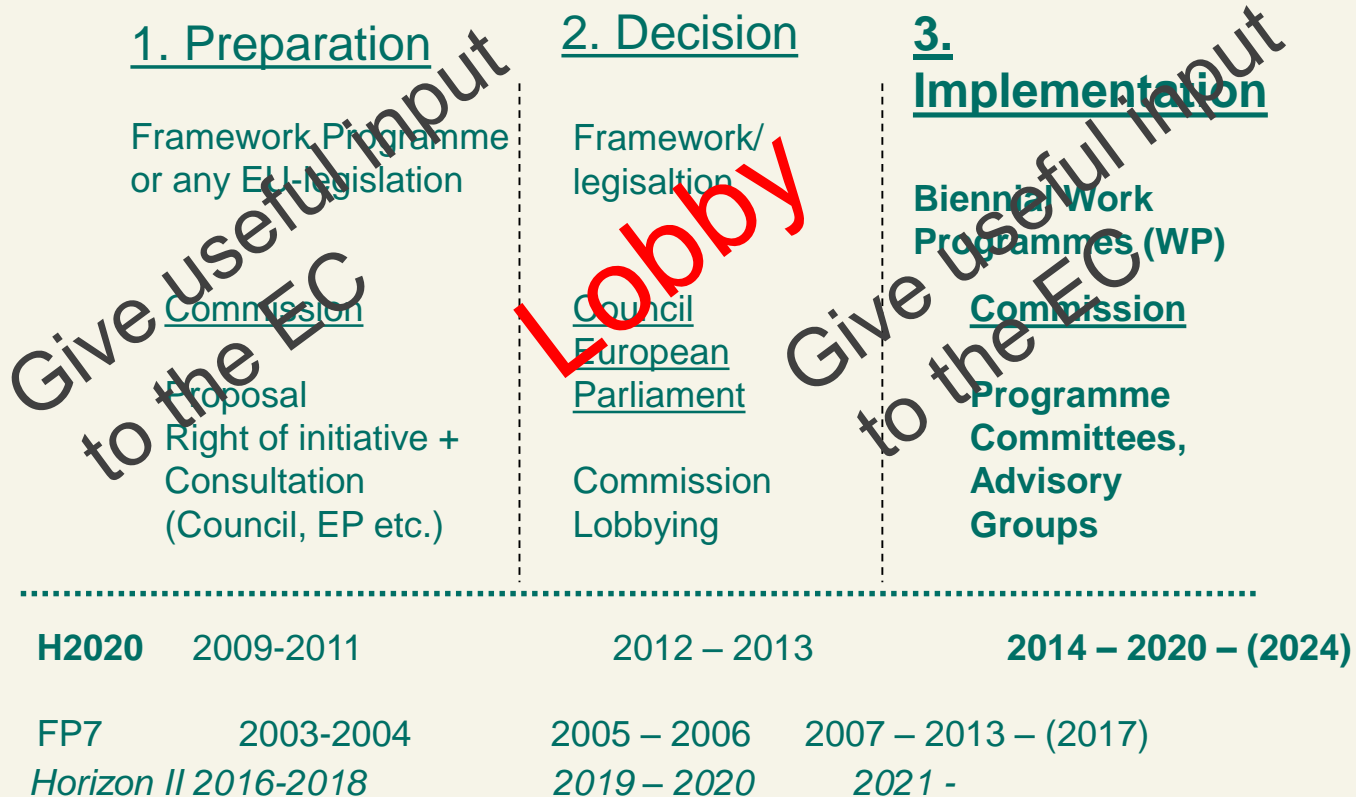 1. Preparation
Framework Programme
or any EU-legislation
Commission
Proposal
Right of initiative +
Consultation
(Council, EP etc.)
Give useful input
to the EC
2. Decision
Framework/
legisaltion
Council
European
Parliament
Commission
Lobbying
Lobby
3.
Implementation
Biennial Work
Programmes (WP)
Commission
Programme
Committees,
Advisory
Groups
Give useful input
to the EC
H2020 2009-2011 2012 – 2013 2014 – 2020 – (2024)
FP7 2003-2004 2005 – 2006 2007 – 2013 – (2017)
Horizon II 2016-2018 2019 – 2020 2021 -